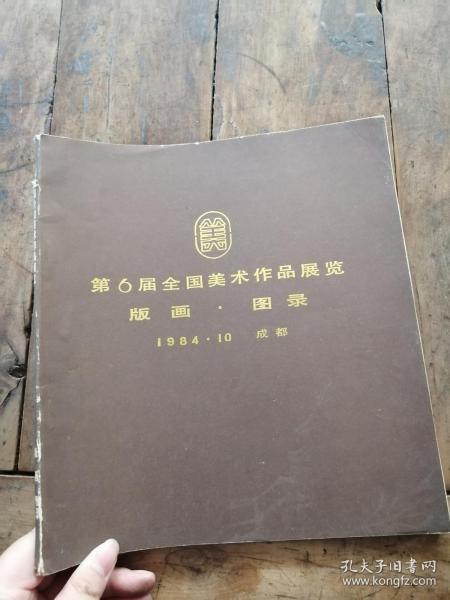 美
第6届全国美术作品展览
版画·图录
1984·10 成都
孔夫子旧书网
www.kongfz.com